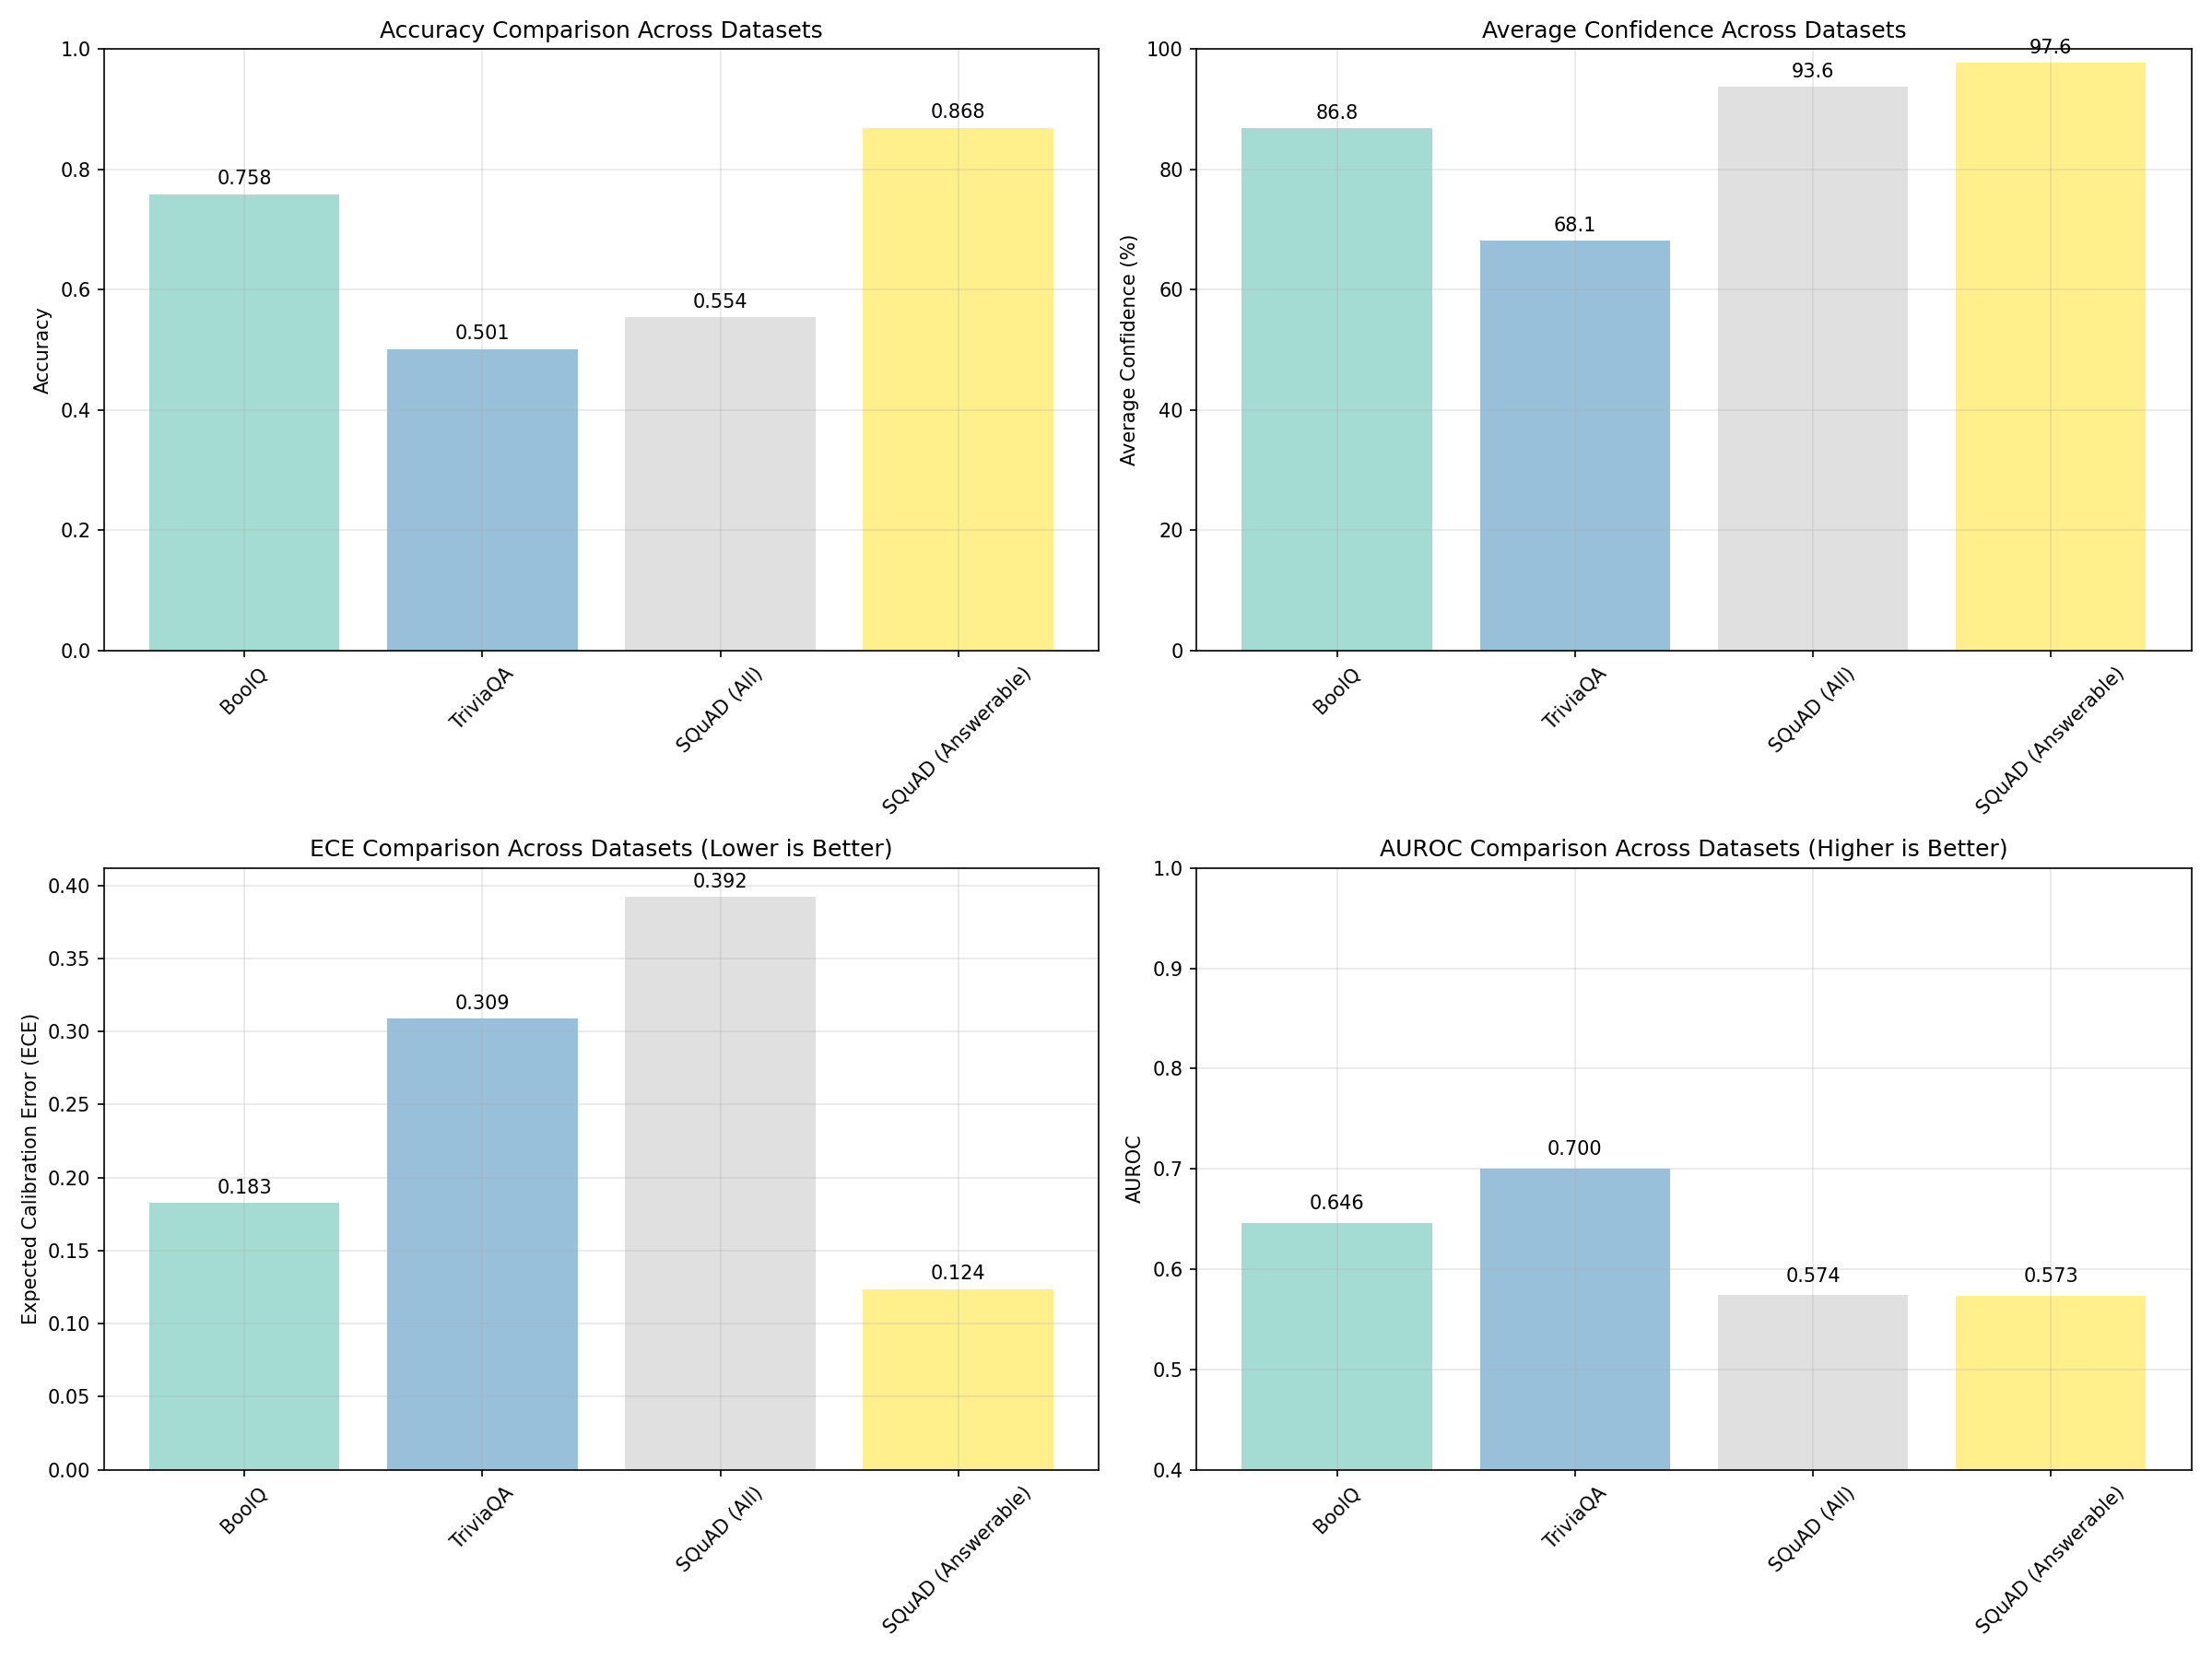 Accuracy Comparison Across Datasets
1.0
0.8
0.6
0.4
0.2
0.0
Accuracy
0.758
0.501
0.554
0.868
BoolQ
TriviaQA
SQuAD (All)
SQuAD (Answerable)
Average Confidence Across Datasets
100
80
60
40
20
0
Average Confidence (%)
86.8
68.1
93.6
97.6
BoolQ
TriviaQA
SQuAD (All)
SQuAD (Answerable)
ECE Comparison Across Datasets (Lower is Better)
0.40
0.35
0.30
0.25
0.20
0.15
0.10
0.05
0.00
Expected Calibration Error (ECE)
0.183
0.309
0.392
0.124
BoolQ
TriviaQA
SQuAD (All)
SQuAD (Answerable)
AUROC Comparison Across Datasets (Higher is Better)
1.0
0.9
0.8
0.7
0.6
0.5
0.4
AUROC
0.646
0.700
0.574
0.573
BoolQ
TriviaQA
SQuAD (All)
SQuAD (Answerable)